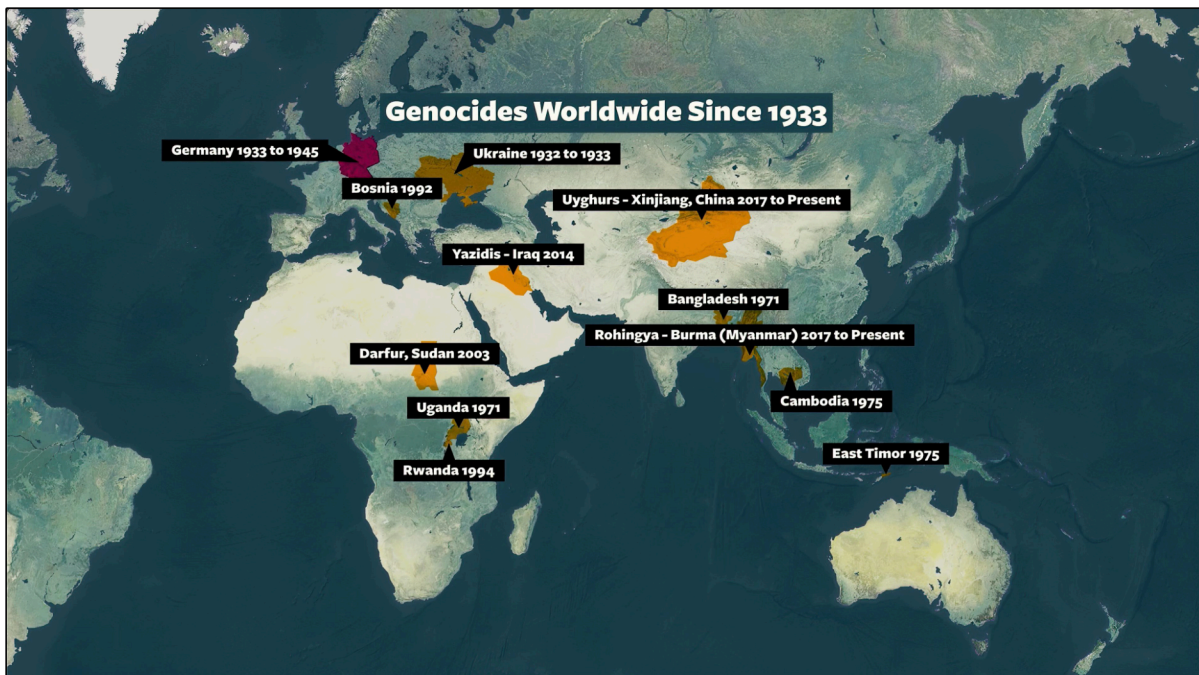 Genocides Worldwide Since 1933
Germany 1933 to 1945
Ukraine 1932 to 1933
Bosnia 1992
Uyghurs - Xinjiang, China 2017 to Present
Yazidis - Iraq 2014
Bangladesh 1971
Rohingya - Burma (Myanmar) 2017 to Present
Darfur, Sudan 2003
Cambodia 1975
Uganda 1971
East Timor 1975
Rwanda 1994